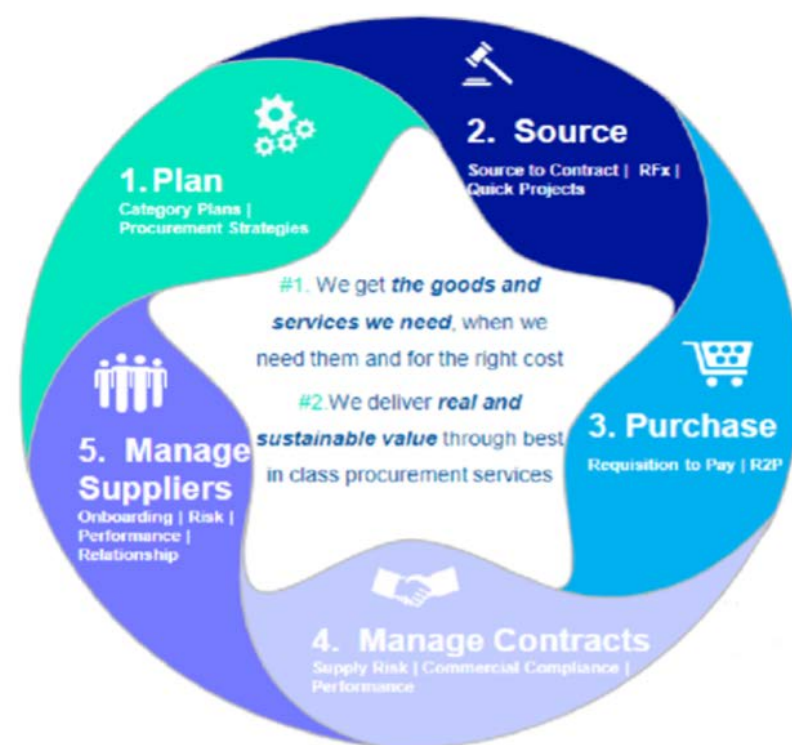 1. Plan
Category Plans |
Procurement Strategies
2. Source
Source to Contract | RFx |
Quick Projects
3. Purchase
Requisition to Pay | R2P
4. Manage Contracts
Supply Risk | Commercial Compliance |
Performance
5. Manage
Suppliers
Onboarding | Risk |
Performance |
Relationship
#1. We get the goods and
services we need, when we
need them and for the right cost
#2.We deliver real and
sustainable value through best
in class procurement services